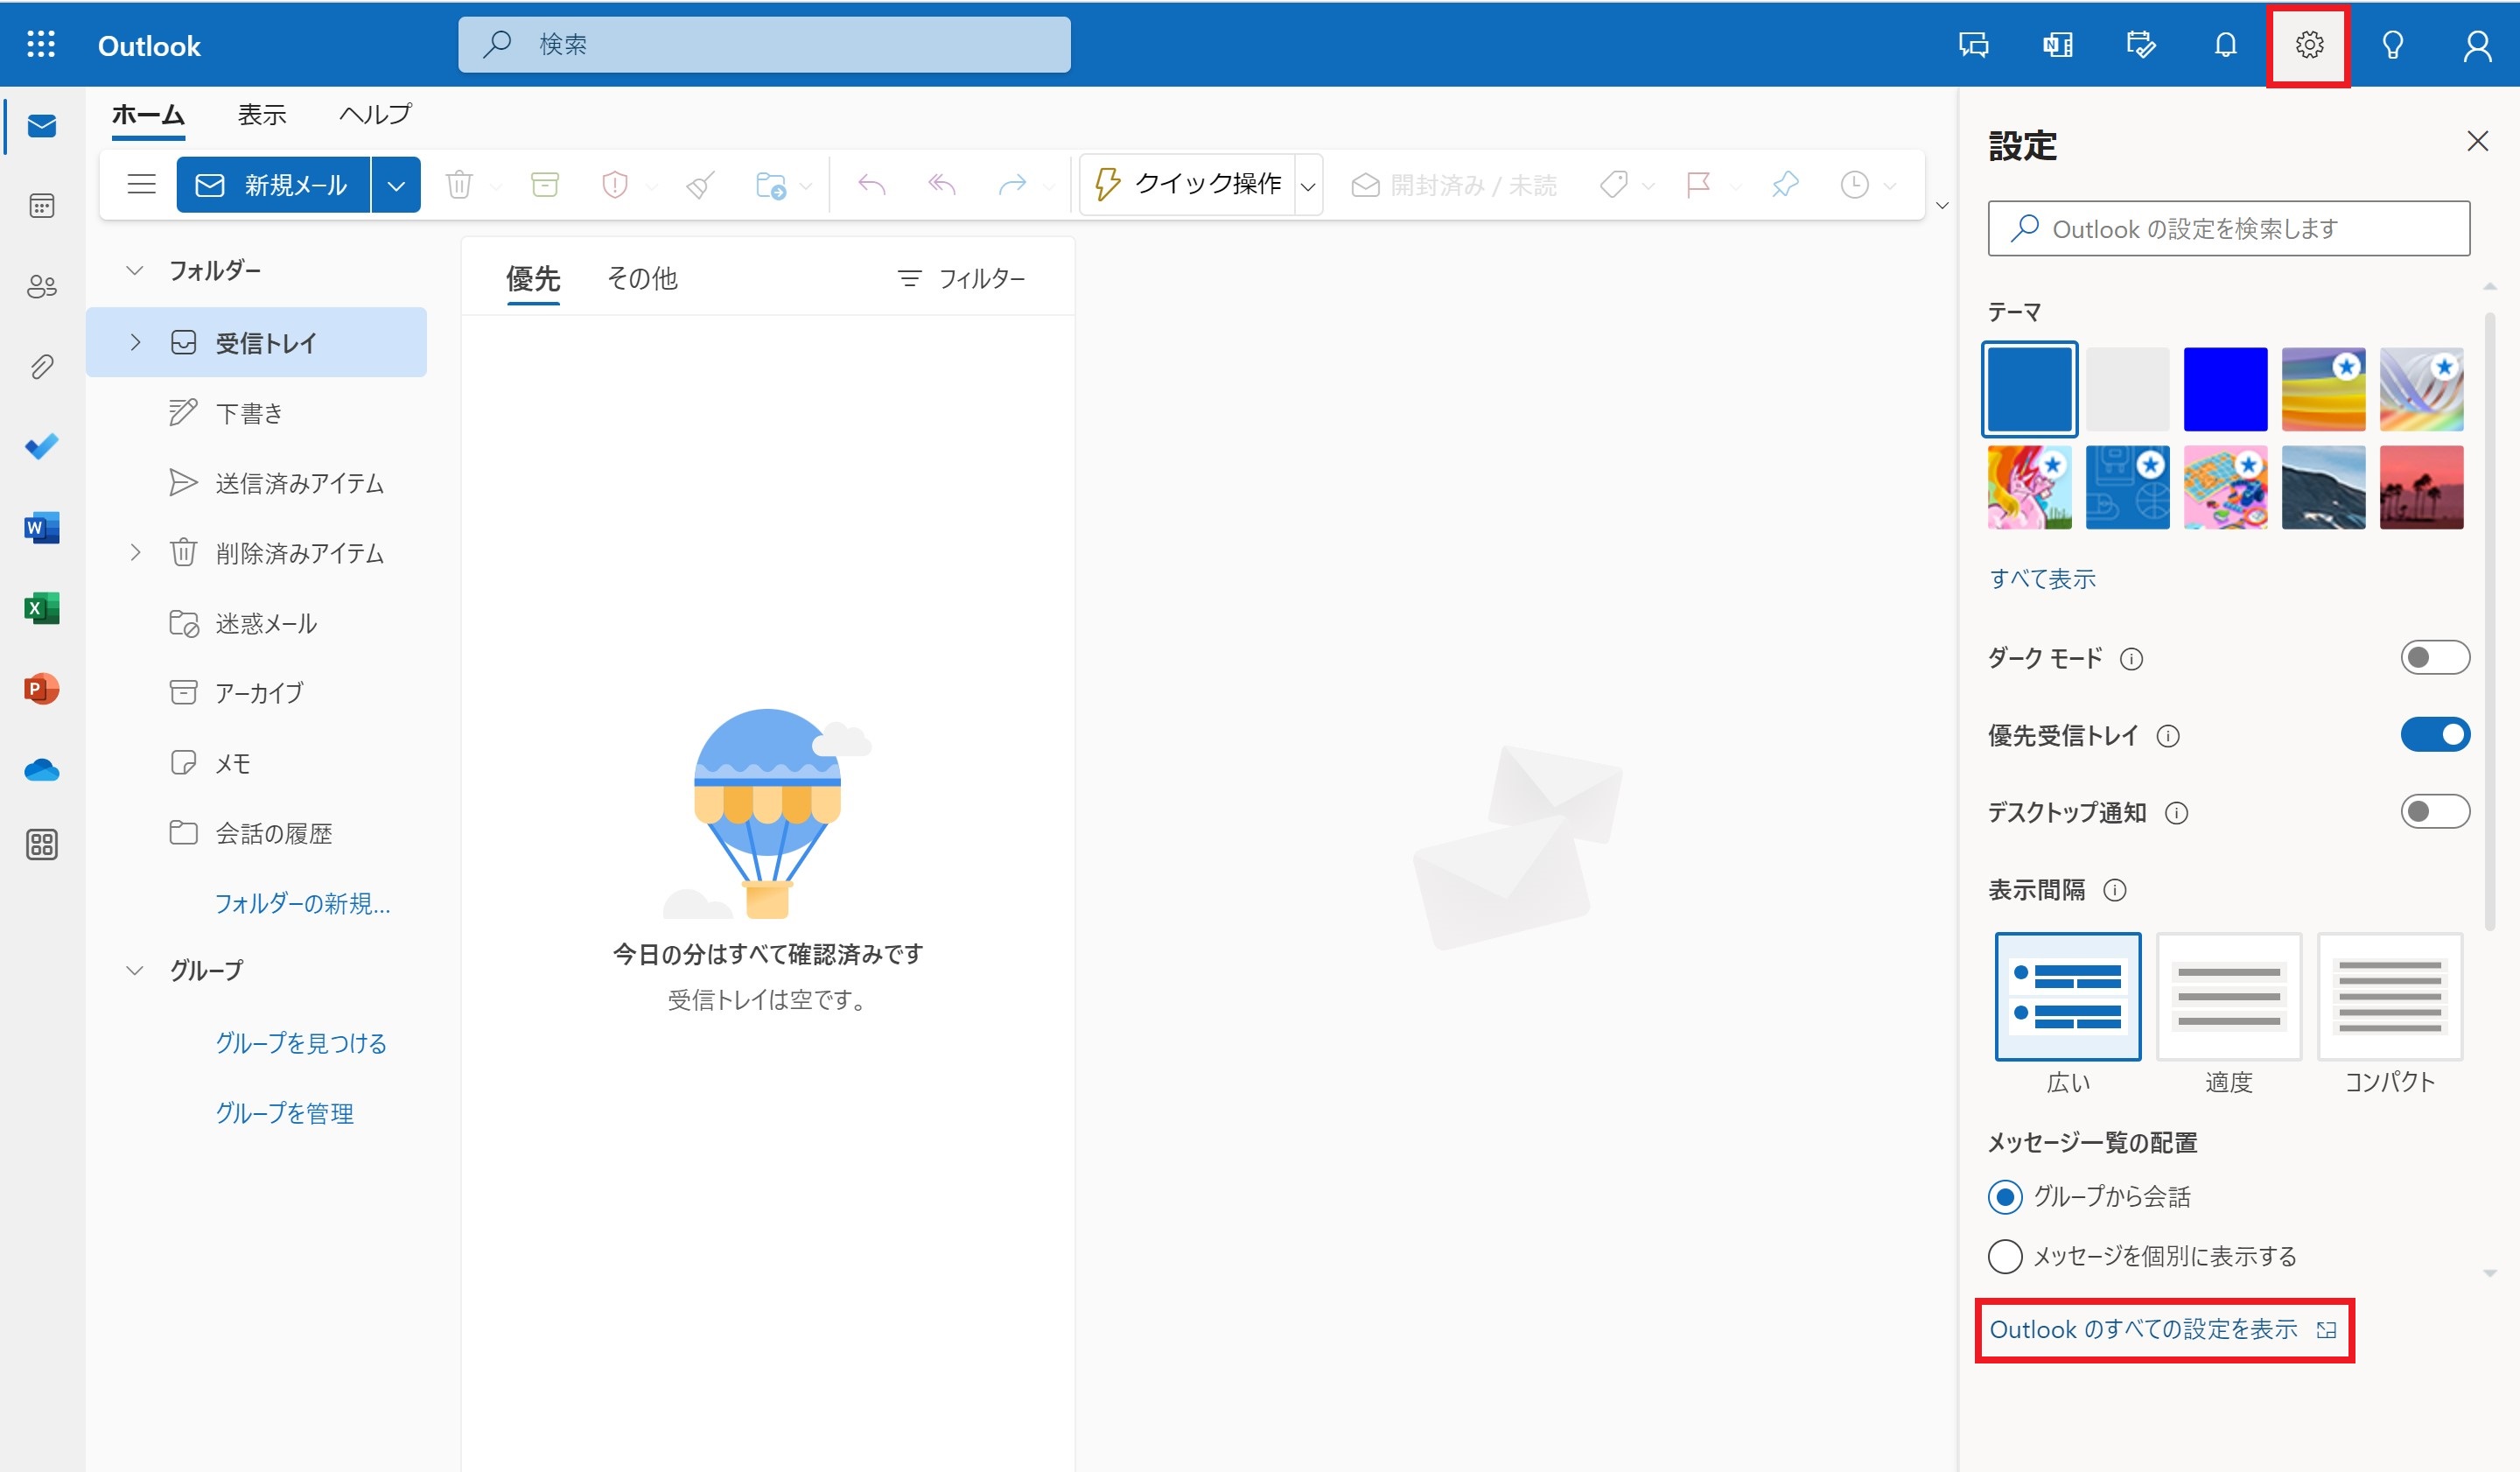 Outlook
検索
ホーム 表示 ヘルプ
新規メール
クイック操作
開封済み / 未読
フォルダー
受信トレイ
下書き
送信済みアイテム
削除済みアイテム
迷惑メール
アーカイブ
メモ
会話の履歴
フォルダーの新規...
グループ
グループを見つける
グループを管理
優先 その他 フィルター
今日の分はすべて確認済みです
受信トレイは空です。
設定
Outlook の設定を検索します
テーマ
すべて表示
ダーク モード
優先受信トレイ
デスクトップ通知
表示間隔
広い 適度 コンパクト
メッセージ一覧の配置
グループから会話
メッセージを個別に表示する
Outlook のすべての設定を表示